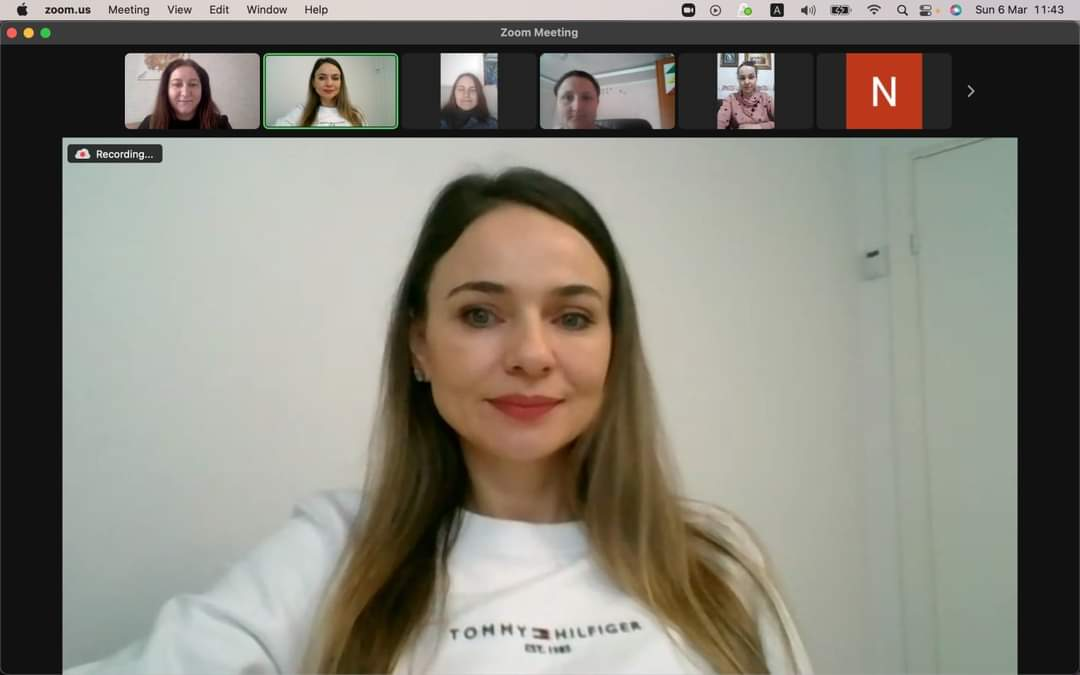 zoom.us Meeting View Edit Window Help A Sun 6 Mar 11:43
Zoom Meeting
N
Recording...
TOMMY HILFIGER
EST. 1985